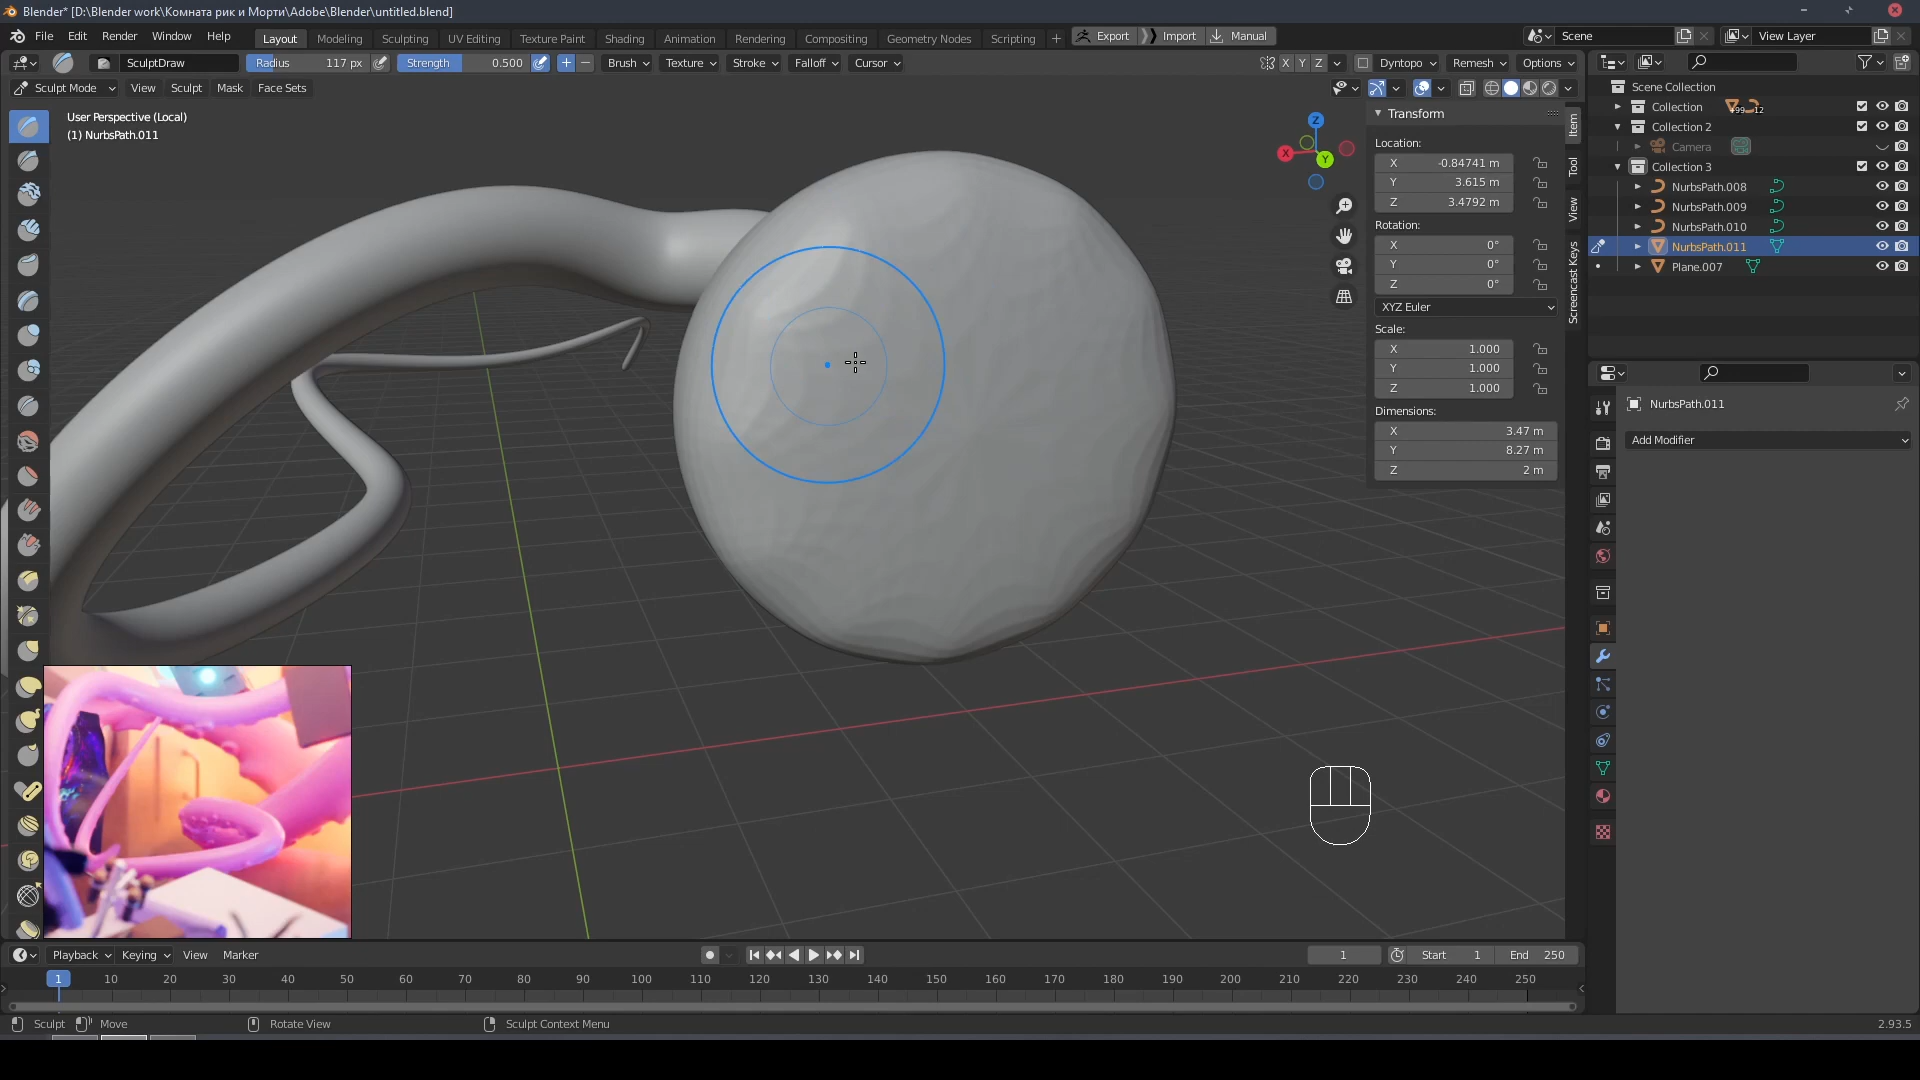 Blender* [D:\Blender work\Комната рик и Морти\Adobe\Blender\untitled.blend]
File Edit Render Window Help Layout Modeling Sculpting UV Editing Texture Paint Shading Animation Rendering Compositing Geometry Nodes Scripting + Export Import Manual Scene View Layer
SculptDraw Radius 117 px Strength 0.500 + − Brush Texture Stroke Falloff Cursor X Y Z Dyntopo Remesh Options
Sculpt Mode View Sculpt Mask Face Sets
Scene Collection
Collection 12
Collection 2
Camera
Collection 3
NurbsPath.008
NurbsPath.009
NurbsPath.010
NurbsPath.011
Plane.007
User Perspective (Local)
(1) NurbsPath.011
Z
X
Y
Transform
Location:
X -0.84741 m
Y 3.615 m
Z 3.4792 m
Rotation:
X 0°
Y 0°
Z 0°
XYZ Euler
Scale:
X 1.000
Y 1.000
Z 1.000
Dimensions:
X 3.47 m
Y 8.27 m
Z 2 m
Item
Tool
View
Screencast Keys
NurbsPath.011
Add Modifier
Playback Keying View Marker 1 Start 1 End 250
1 10 20 30 40 50 60 70 80 90 100 110 120 130 140 150 160 170 180 190 200 210 220 230 240 250
Sculpt Move Rotate View Sculpt Context Menu 2.93.5